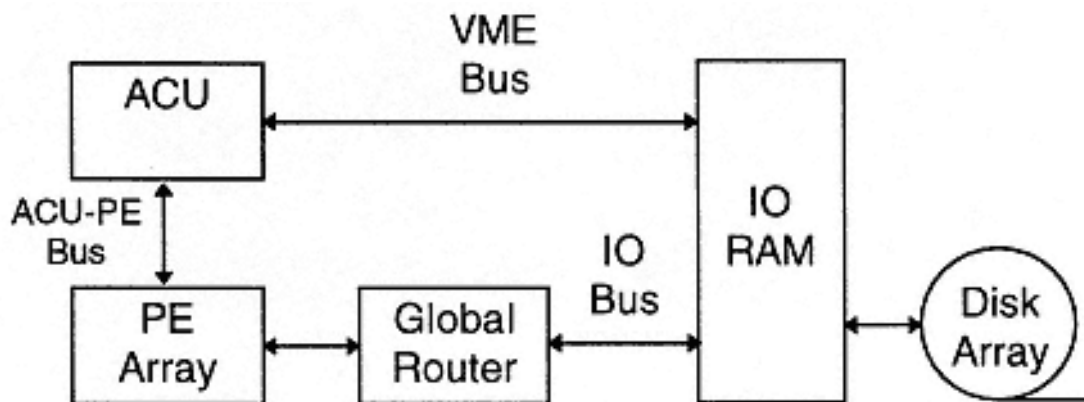 VME
Bus
ACU
ACU-PE
Bus
IO
RAM
IO
Bus
PE
Array
Global
Router
Disk
Array